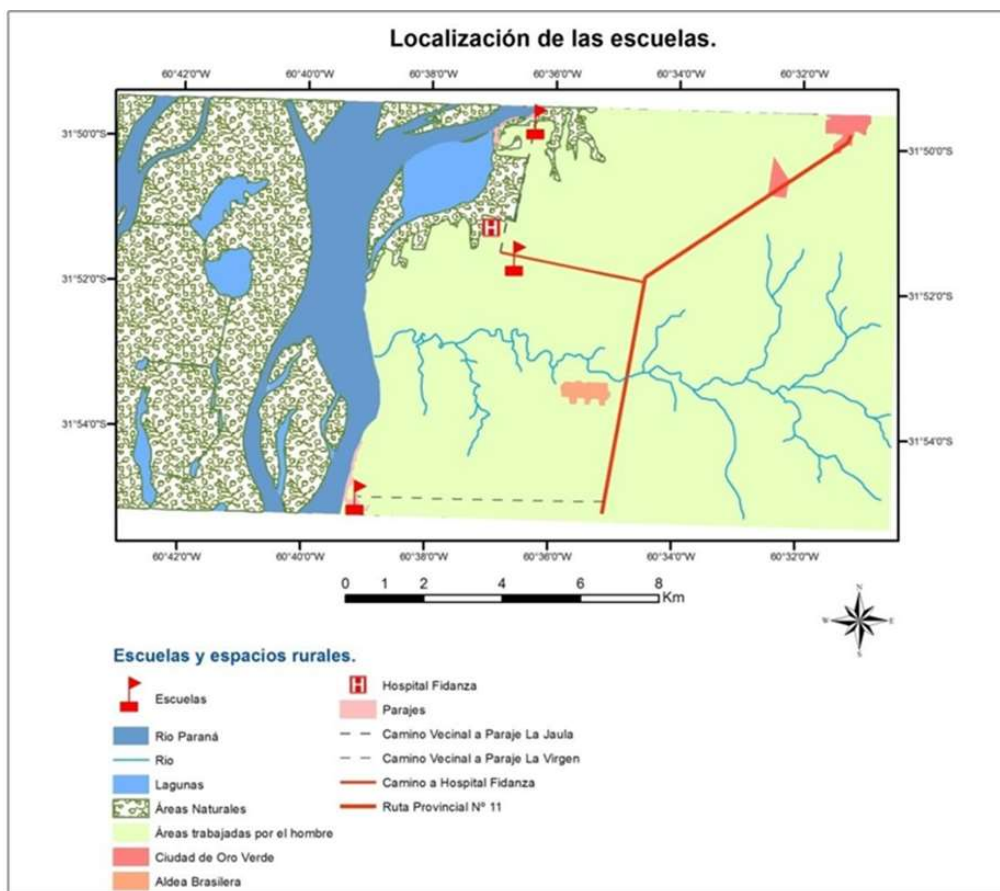 Localización de las escuelas.
60°42'0"W 60°40'0"W 60°38'0"W 60°36'0"W 60°34'0"W 60°32'0"W
31°50'0"S 31°50'0"S
31°52'0"S 31°52'0"S
31°54'0"S 31°54'0"S
H
60°42'0"W 60°40'0"W 60°38'0"W 60°36'0"W 60°34'0"W 60°32'0"W
0 1 2 4 6 8
Km
N
W E
S
Escuelas y espacios rurales.
Escuelas
Rio Paraná
Rio
Lagunas
Áreas Naturales
Áreas trabajadas por el hombre
Ciudad de Oro Verde
Aldea Brasilera
H Hospital Fidanza
Parajes
Camino Vecinal a Paraje La Jaula
Camino Vecinal a Paraje La Virgen
Camino a Hospital Fidanza
Ruta Provincial Nº 11